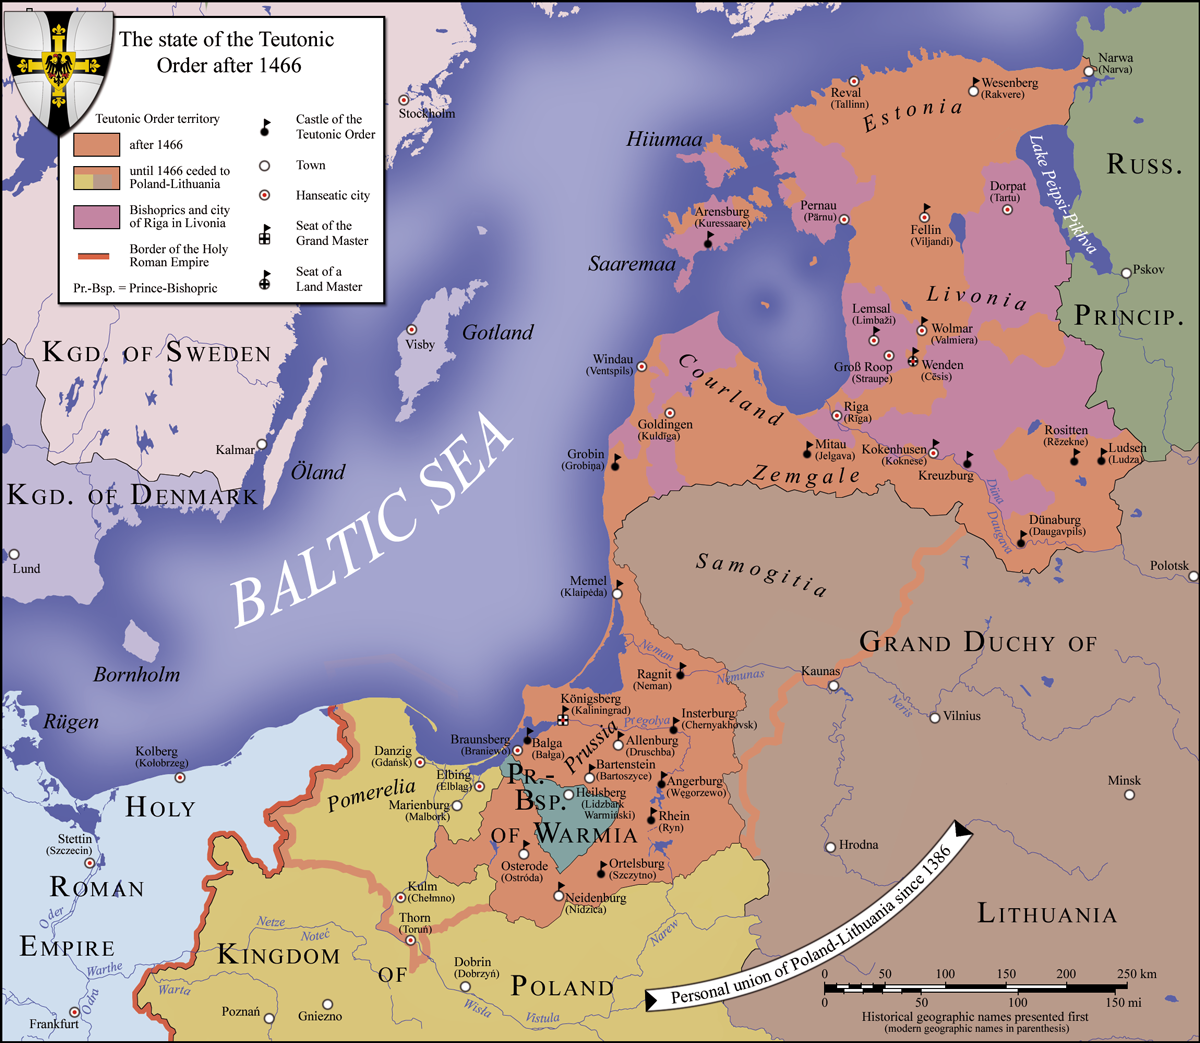 The state of the Teutonic
Order after 1466
Teutonic Order territory
after 1466
until 1466 ceded to
Poland-Lithuania
Bishoprics and city
of Riga in Livonia
Border of the Holy
Roman Empire
Pr.-Bsp. = Prince-Bishopric
Castle of the
Teutonic Order
Town
Hanseatic city
Seat of the
Grand Master
Seat of a
Land Master
Stockholm
Hiiumaa
Reval
(Tallinn)
Estonia
Wesenberg
(Rakvere)
Narwa
(Narva)
Lake Peipsi-Pikhva
RUSS.
PRINCIP.
Arensburg
(Kuressaare)
Saaremaa
Pernau
(Pärnu)
Fellin
(Viljandi)
Dorpat
(Tartu)
Pskov
Livonia
Lemsal
(Limbaži)
Wolmar
(Valmiera)
Groß Roop
(Straupe)
Wenden
(Cēsis)
Gotland
Visby
KGD. OF SWEDEN
Windau
(Ventspils)
Courland
Goldingen
(Kuldīga)
Riga
(Rīga)
Kalmar
Öland
Grobin
(Grobiņa)
Mitau
(Jelgava)
Kokenhusen
(Koknese)
Kreuzburg
Rositten
(Rēzekne)
Ludsen
(Ludza)
Zemgale
KGD. OF DENMARK
BALTIC SEA
Düna
Daugava
Dünaburg
(Daugavpils)
Lund
Samogitia
Polotsk
Memel
(Klaipėda)
GRAND DUCHY OF
Bornholm
Neman
Ragnit
(Neman)
Nemunas
Kaunas
Neris
Vilnius
Rügen
Königsberg
(Kaliningrad)
Pregolya
Insterburg
(Chernyakhovsk)
Kolberg
(Kołobrzeg)
Danzig
(Gdańsk)
Braunsberg
(Braniewo)
Balga
(Bałga)
Prussia
Allenburg
(Druschba)
Bartenstein
(Bartoszyce)
Angerburg
(Węgorzewo)
Minsk
Pomerelia
Elbing
(Elbląg)
Marienburg
(Malbork)
PR.-
BSP.
OF WARMIA
Heilsberg
(Lidzbark
Warmiński)
Rhein
(Ryn)
HOLY
ROMAN
EMPIRE
Stettin
(Szczecin)
Oder
Hrodna
Osterode
(Ostróda)
Ortelsburg
(Szczytno)
Kulm
(Chełmno)
Neidenburg
(Nidzica)
Thorn
(Toruń)
LITHUANIA
Personal union of Poland-Lithuania since 1386
Netze
Noteć
Narew
KINGDOM
OF
POLAND
Warthe
Warta
Odra
Dobrin
(Dobrzyń)
Wisła
Vistula
Frankfurt
Poznań
Gniezno
0 50 100 150 200 250 km
0 50 100 150 mi
Historical geographic names presented first
(modern geographic names in parenthesis)